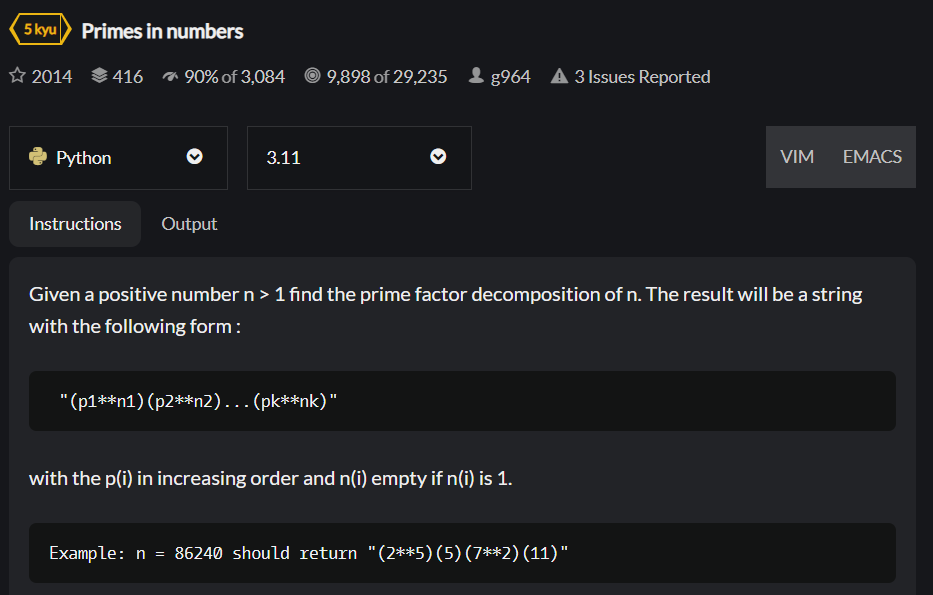 5 kyu Primes in numbers
2014 416 90% of 3,084 9,898 of 29,235 g964 3 Issues Reported
Python 3.11 VIM EMACS
Instructions Output
Given a positive number n > 1 find the prime factor decomposition of n. The result will be a string
with the following form :
"(p1**n1)(p2**n2)...(pk**nk)"
with the p(i) in increasing order and n(i) empty if n(i) is 1.
Example: n = 86240 should return "(2**5)(5)(7**2)(11)"